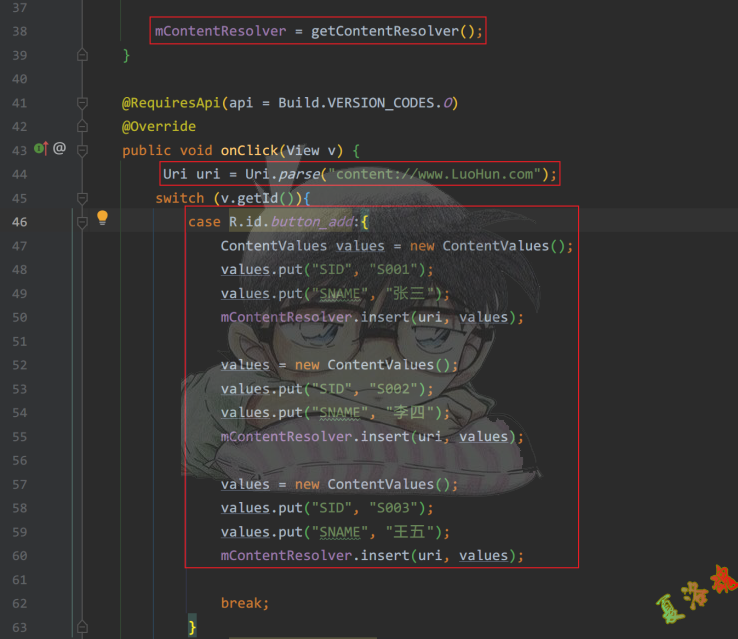 37
38 mContentResolver = getContentResolver();
39 }
40
41 @RequiresApi(api = Build.VERSION_CODES.O)
42 @Override
43 @ public void onClick(View v) {
44 Uri uri = Uri.parse("content://www.LuoHun.com");
45 switch (v.getId()){
46 case R.id.button_add:{
47 ContentValues values = new ContentValues();
48 values.put("SID", "S001");
49 values.put("SNAME", "张三");
50 mContentResolver.insert(uri, values);
51
52 values = new ContentValues();
53 values.put("SID", "S002");
54 values.put("SNAME", "李四");
55 mContentResolver.insert(uri, values);
56
57 values = new ContentValues();
58 values.put("SID", "S003");
59 values.put("SNAME", "王五");
60 mContentResolver.insert(uri, values);
61
62 break;
63 }